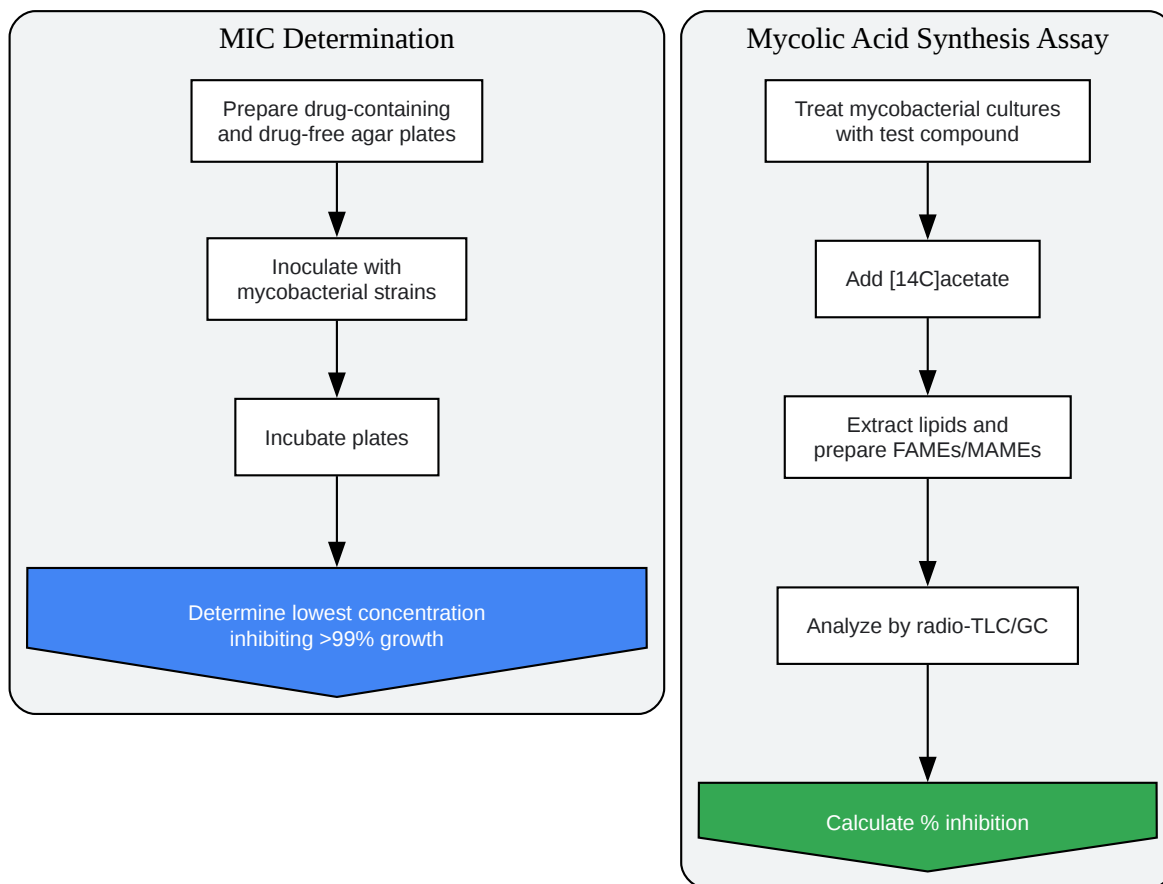 MIC Determination
Prepare drug-containing
and drug-free agar plates
Inoculate with
mycobacterial strains
Incubate plates
Determine lowest concentration
inhibiting >99% growth
Mycolic Acid Synthesis Assay
Treat mycobacterial cultures
with test compound
Add [14C]acetate
Extract lipids and
prepare FAMEs/MAMEs
Analyze by radio-TLC/GC
Calculate % inhibition